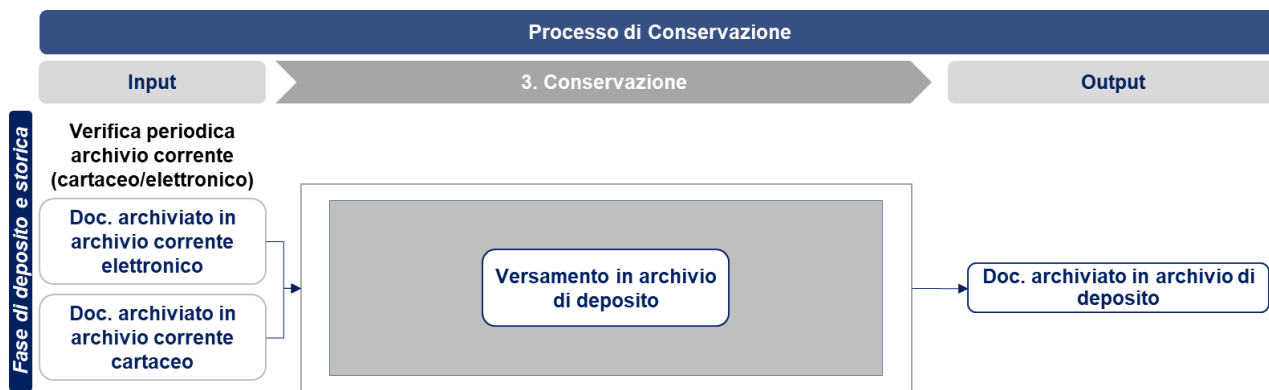 Processo di Conservazione
Input
3. Conservazione
Output
Fase di deposito e storica
Verifica periodica
archivio corrente
(cartaceo/elettronico)
Doc. archiviato in
archivio corrente
elettronico
Doc. archiviato in
archivio corrente
cartaceo
Versamento in archivio
di deposito
Doc. archiviato in archivio di
deposito